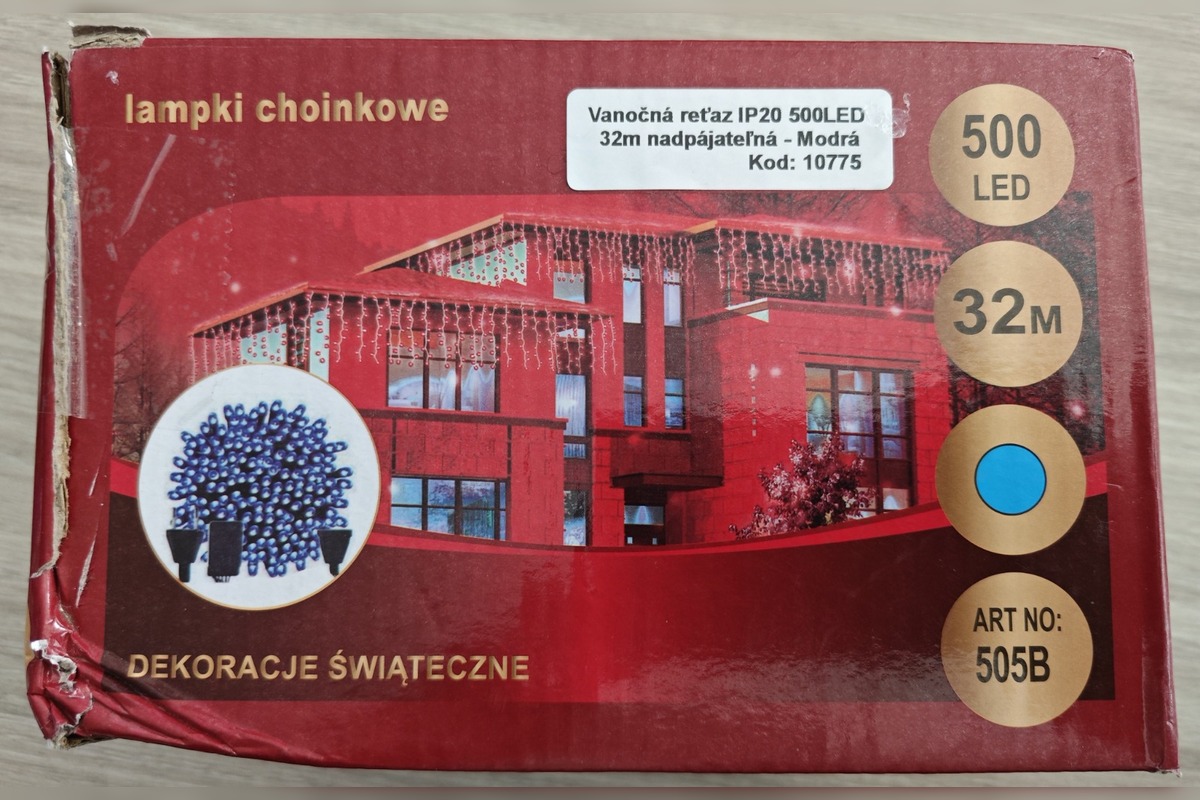 lampki choinkowe
Vanočná reťaz IP20 500LED
32m nadpájateľná - Modrá
Kod: 10775
500
LED
32M
ART NO:
505B
DEKORACJE ŚWIĄTECZNE